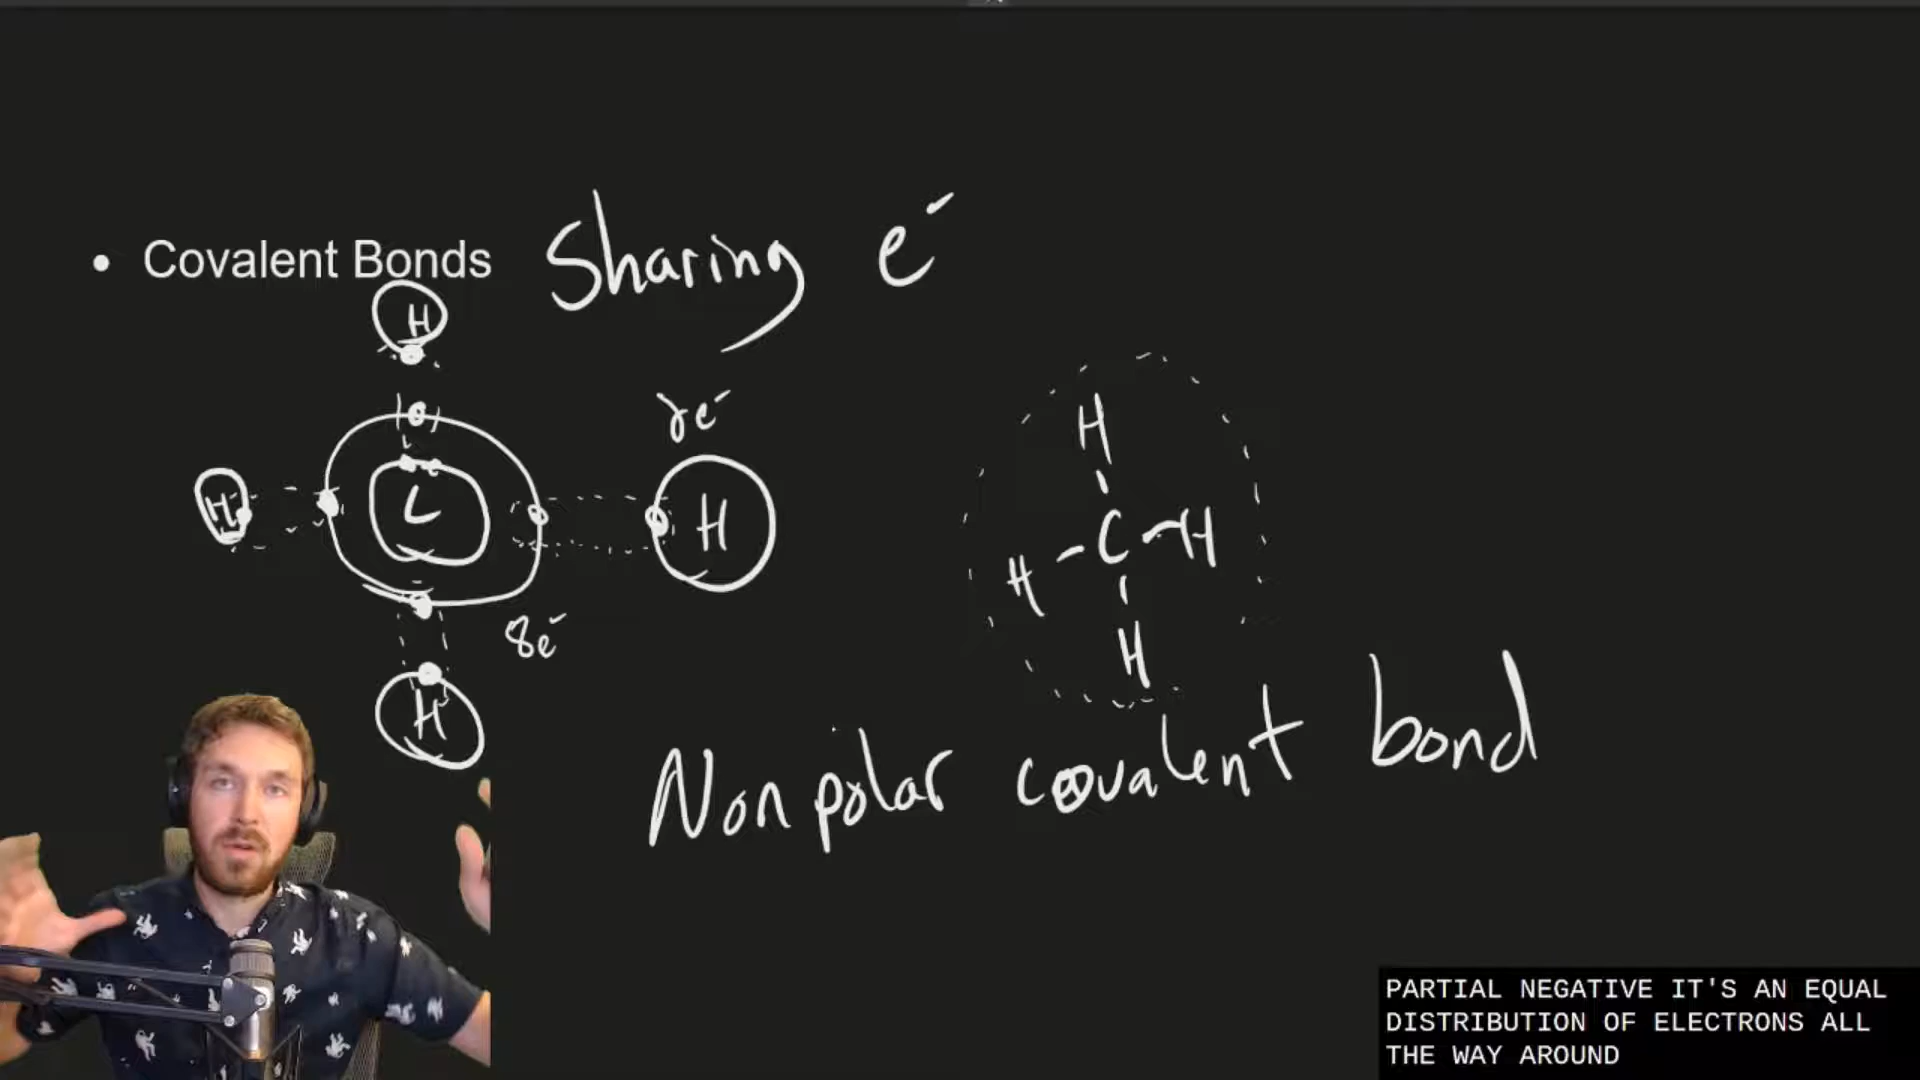 • Covalent Bonds Sharing e⁻
H
2e⁻
H
C
H
8e⁻
H
H
H - C - H
H
Nonpolar covalent bond
PARTIAL NEGATIVE IT'S AN EQUAL
DISTRIBUTION OF ELECTRONS ALL
THE WAY AROUND